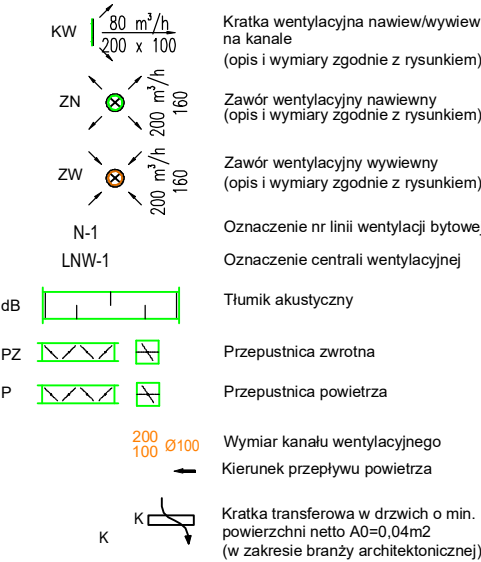 KW
80 m³/h
200 x 100
Kratka wentylacyjna nawiew/wywiew
na kanale
(opis i wymiary zgodnie z rysunkiem)
ZN
200 m³/h
160
Zawór wentylacyjny nawiewny
(opis i wymiary zgodnie z rysunkiem)
ZW
200 m³/h
160
Zawór wentylacyjny wywiewny
(opis i wymiary zgodnie z rysunkiem)
N-1
Oznaczenie nr linii wentylacji bytowej
LNW-1
Oznaczenie centrali wentylacyjnej
dB
Tłumik akustyczny
PZ
Przepustnica zwrotna
P
Przepustnica powietrza
200
100
Ø100
Wymiar kanału wentylacyjnego
Kierunek przepływu powietrza
K
K
Kratka transferowa w drzwich o min.
powierzchni netto A0=0,04m2
(w zakresie branży architektonicznej)